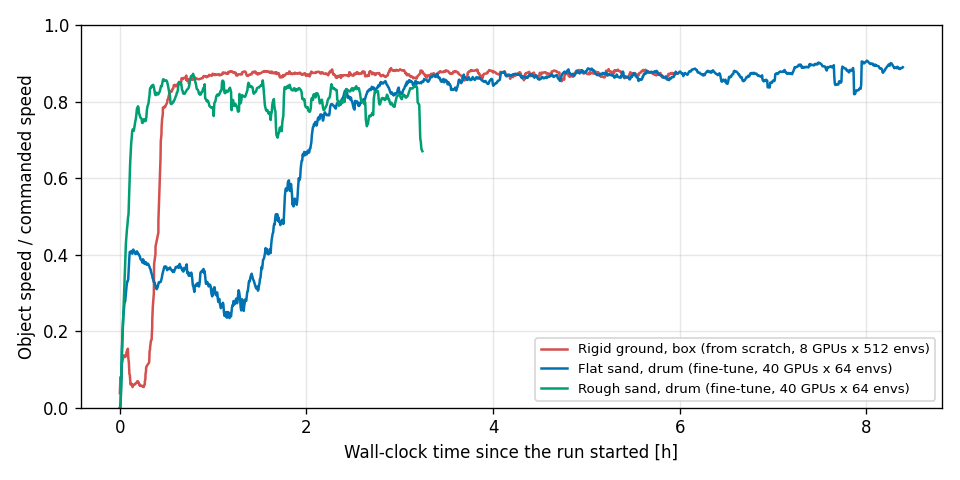 1.0
0.8
0.6
0.4
0.2
0.0
Object speed / commanded speed
0 2 4 6 8
Wall-clock time since the run started [h]
Rigid ground, box (from scratch, 8 GPUs x 512 envs)
Flat sand, drum (fine-tune, 40 GPUs x 64 envs)
Rough sand, drum (fine-tune, 40 GPUs x 64 envs)